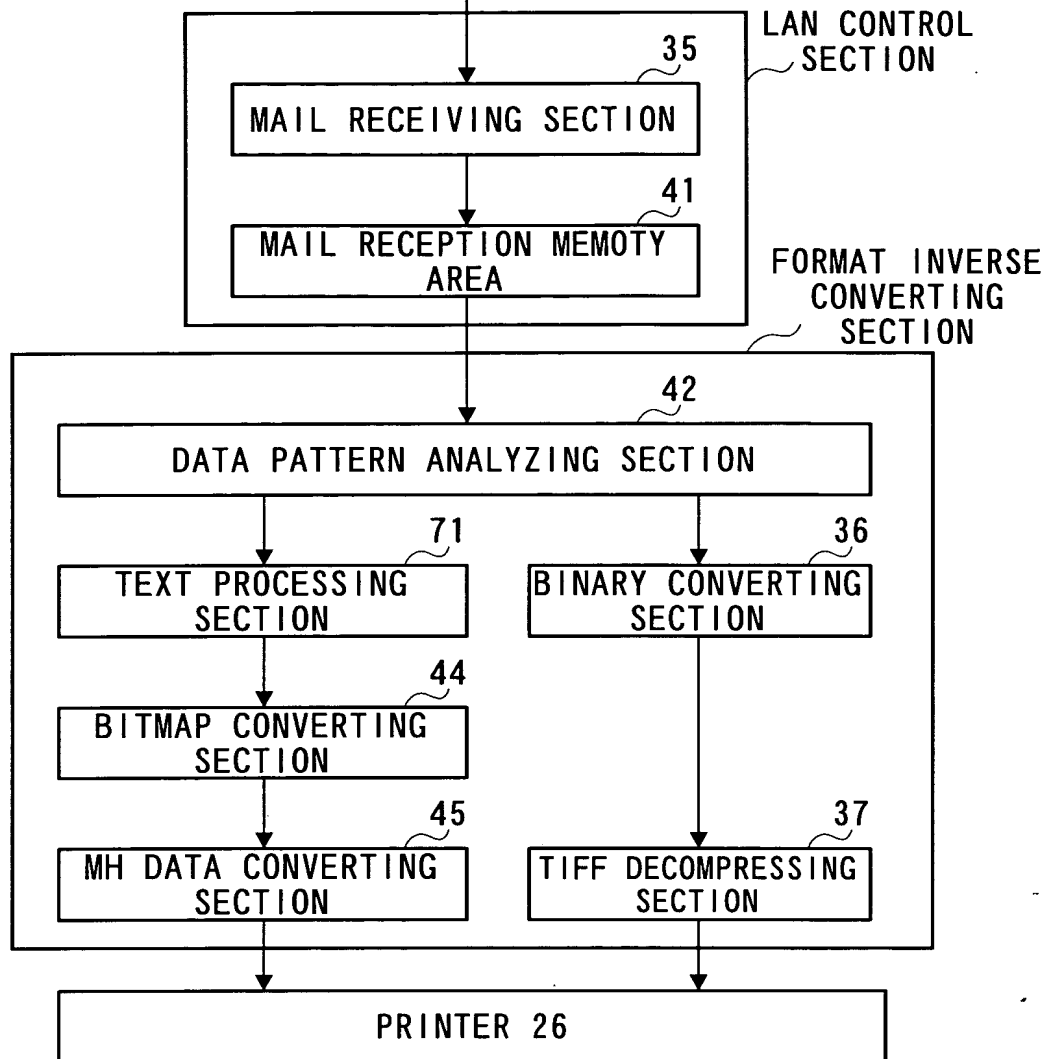 LAN CONTROL
SECTION
35
MAIL RECEIVING SECTION
41
MAIL RECEPTION MEMOTY
AREA
FORMAT INVERSE
CONVERTING
SECTION
42
DATA PATTERN ANALYZING SECTION
71
TEXT PROCESSING
SECTION
36
BINARY CONVERTING
SECTION
44
BITMAP CONVERTING
SECTION
45
MH DATA CONVERTING
SECTION
37
TIFF DECOMPRESSING
SECTION
PRINTER 26